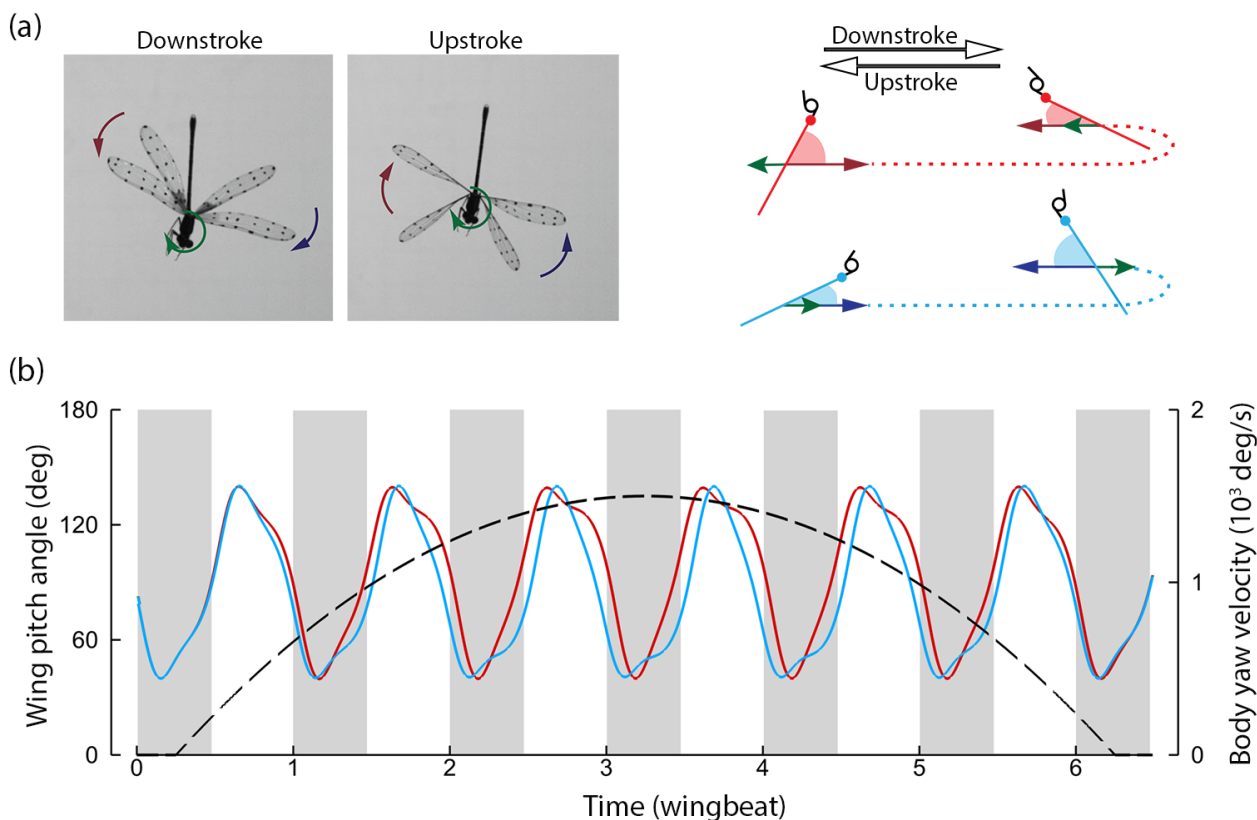 (a)
Downstroke
Upstroke
Downstroke
Upstroke
(b)
180
120
60
0
Wing pitch angle (deg)
2
1
0
Body yaw velocity (10³ deg/s)
0 1 2 3 4 5 6
Time (wingbeat)